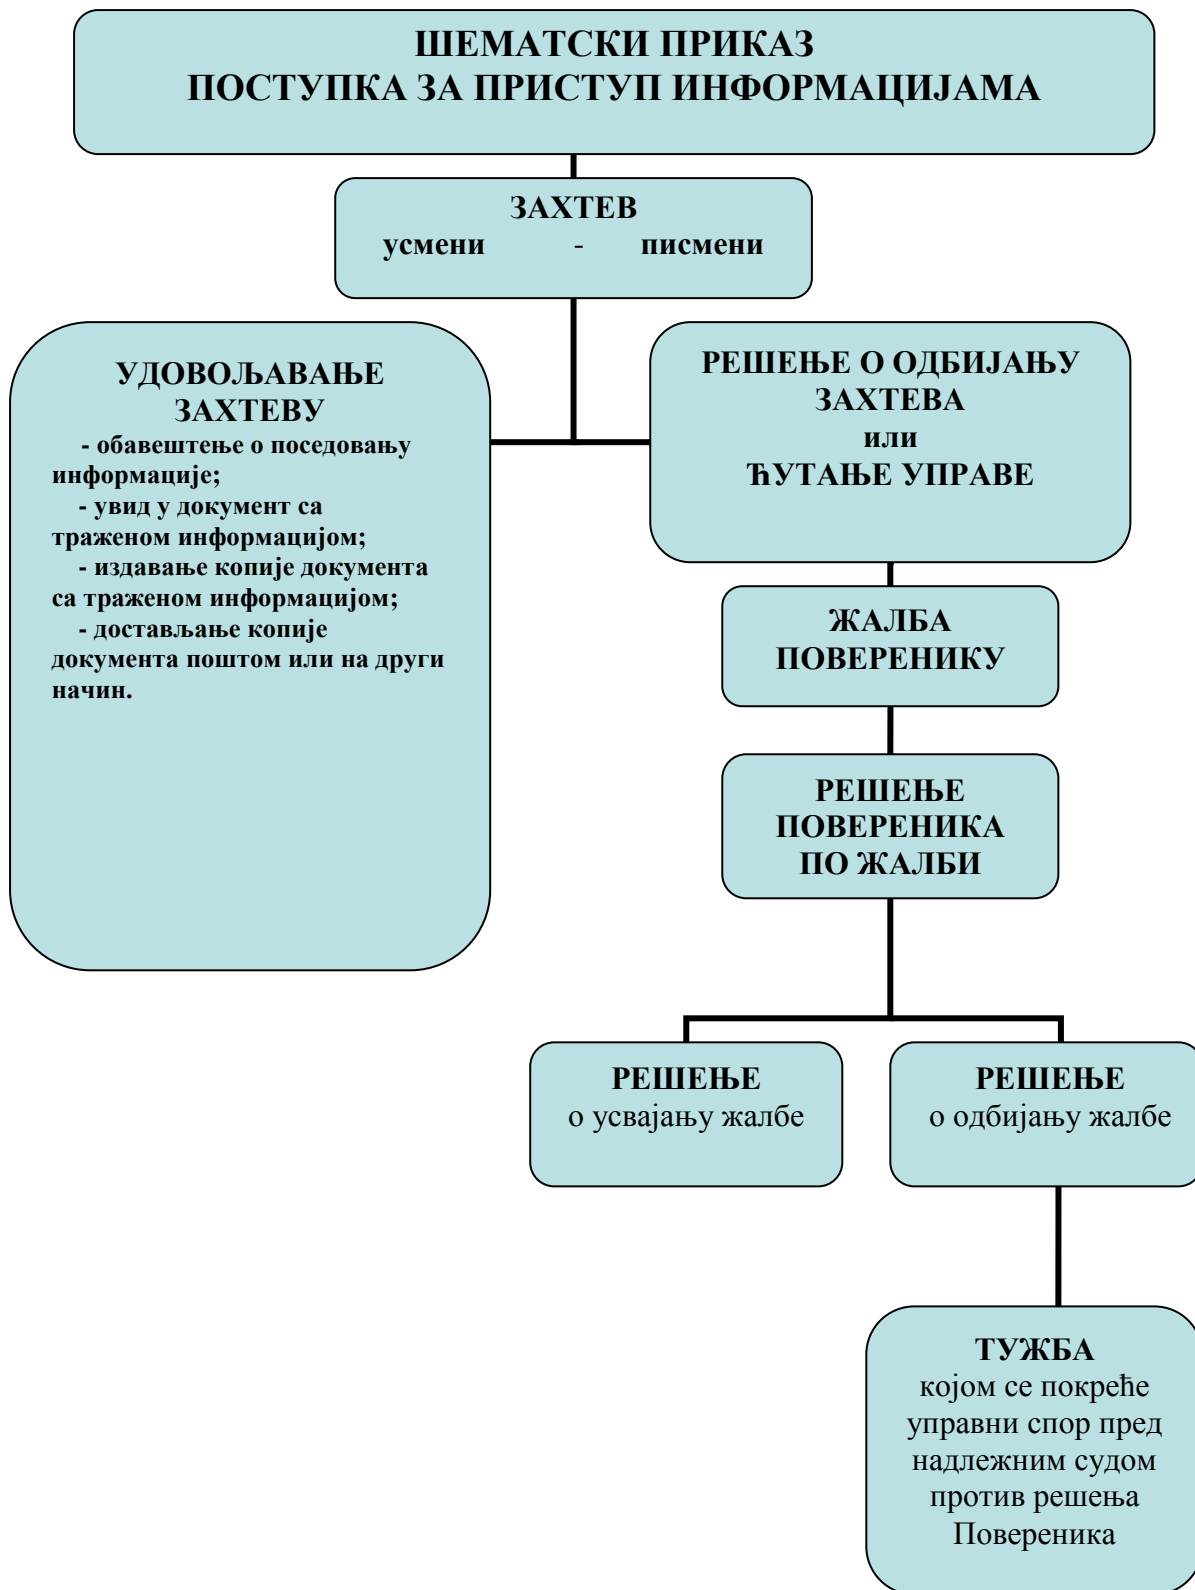 ШЕМАТСКИ ПРИКАЗ
ПОСТУПКА ЗА ПРИСТУП ИНФОРМАЦИЈАМА
ЗАХТЕВ
усмени - писмени
УДОВОЉАВАЊЕ
ЗАХТЕВУ
- обавештење о поседовању
информације;
- увид у документ са
траженом информацијом;
- издавање копије документа
са траженом информацијом;
- достављање копије
документа поштом или на други
начин.
РЕШЕЊЕ О ОДБИЈАЊУ
ЗАХТЕВА
или
ЋУТАЊЕ УПРАВЕ
ЖАЛБА
ПОВЕРЕНИКУ
РЕШЕЊЕ
ПОВЕРЕНИКА
ПО ЖАЛБИ
РЕШЕЊЕ
о усвајању жалбе
РЕШЕЊЕ
о одбијању жалбе
ТУЖБА
којом се покреће
управни спор пред
надлежним судом
против решења
Повереника